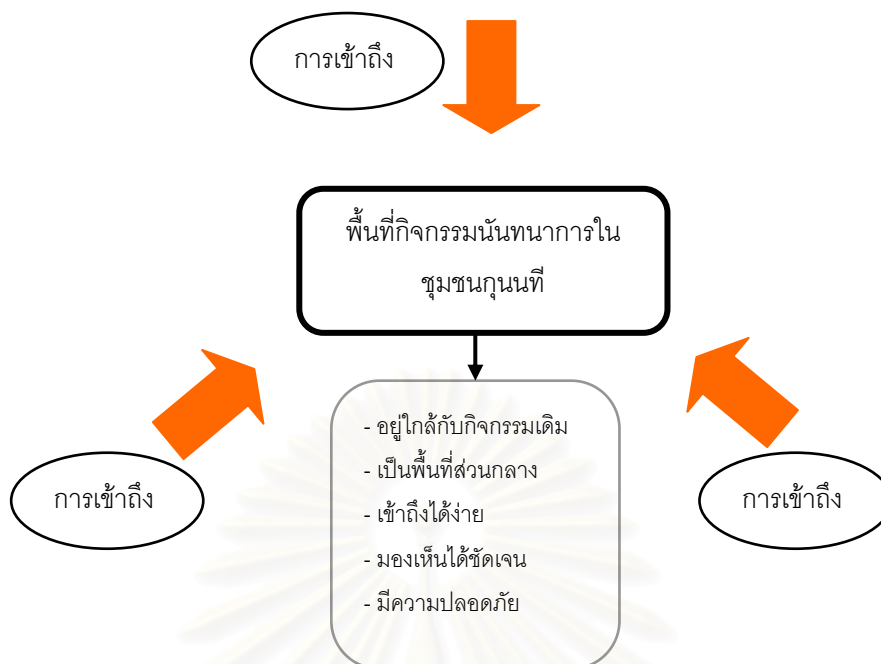 การเข้าถึง
พื้นที่กิจกรรมนันทนาการใน
ชุมชนกุนนที
- อยู่ใกล้กับกิจกรรมเดิม
- เป็นพื้นที่ส่วนกลาง
- เข้าถึงได้ง่าย
- มองเห็นได้ชัดเจน
- มีความปลอดภัย
การเข้าถึง
การเข้าถึง